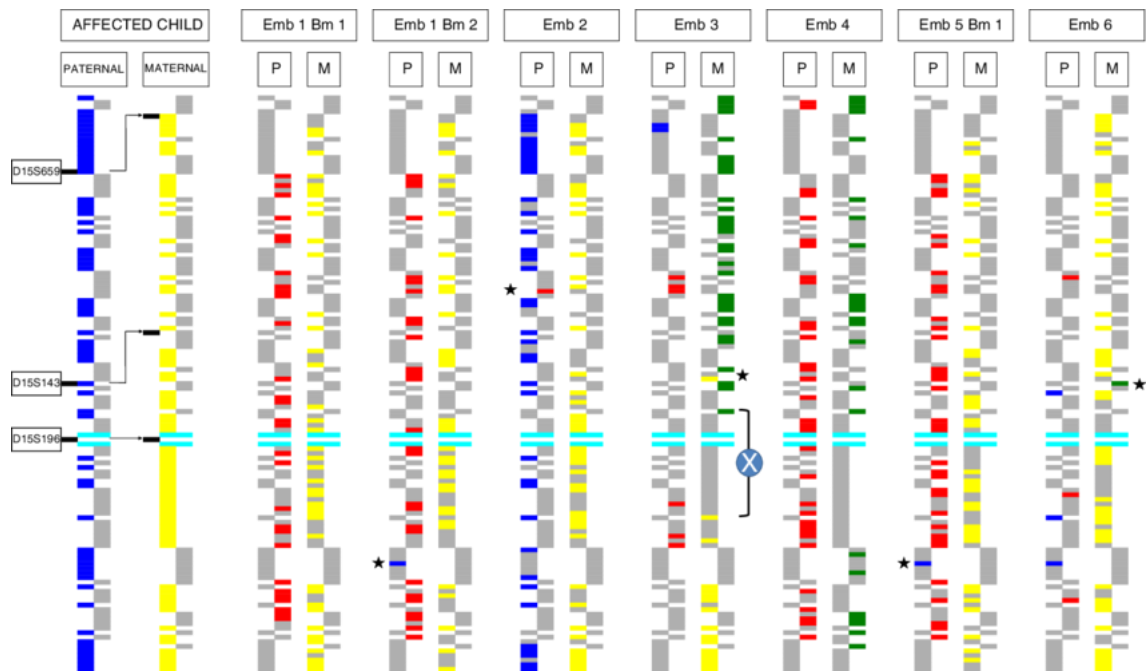 AFFECTED CHILD
Emb 1 Bm 1
Emb 1 Bm 2
Emb 2
Emb 3
Emb 4
Emb 5 Bm 1
Emb 6
PATERNAL
MATERNAL
P
M
P
M
P
M
P
M
P
M
P
M
P
M
D15S659
D15S143
D15S196
X